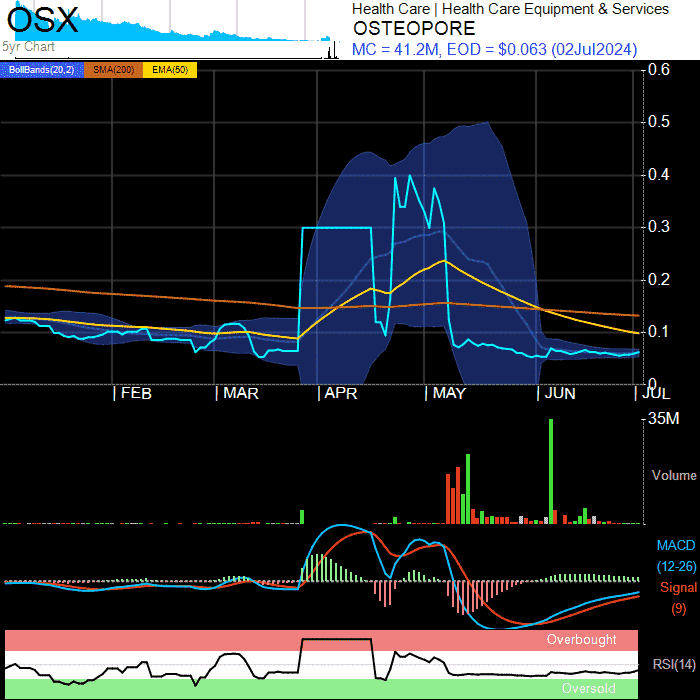 OSX
5yr Chart
Health Care | Health Care Equipment & Services
OSTEOPORE
MC = 41.2M, EOD = $0.063 (02Jul2024)
BollBands(20,2) SMA(200) EMA(50)
0.6
0.5
0.4
0.3
0.2
0.1
0
FEB MAR APR MAY JUN JUL
35M
Volume
MACD
(12-26)
Signal
(9)
Overbought
RSI(14)
Oversold